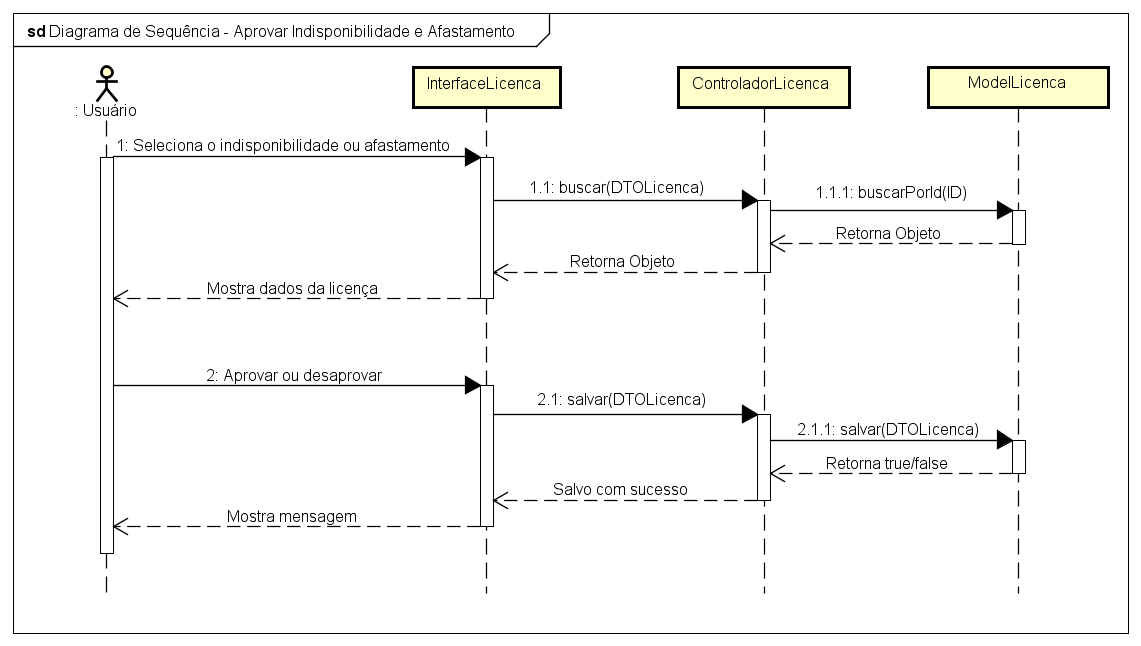 sd Diagrama de Sequência - Aprovar Indisponibilidade e Afastamento
: Usuário
InterfaceLicenca
ControladorLicenca
ModelLicenca
1: Seleciona o indisponibilidade ou afastamento
1.1: buscar(DTOLicenca)
1.1.1: buscarPorId(ID)
Retorna Objeto
Retorna Objeto
Mostra dados da licença
2: Aprovar ou desaprovar
2.1: salvar(DTOLicenca)
2.1.1: salvar(DTOLicenca)
Retorna true/false
Salvo com sucesso
Mostra mensagem